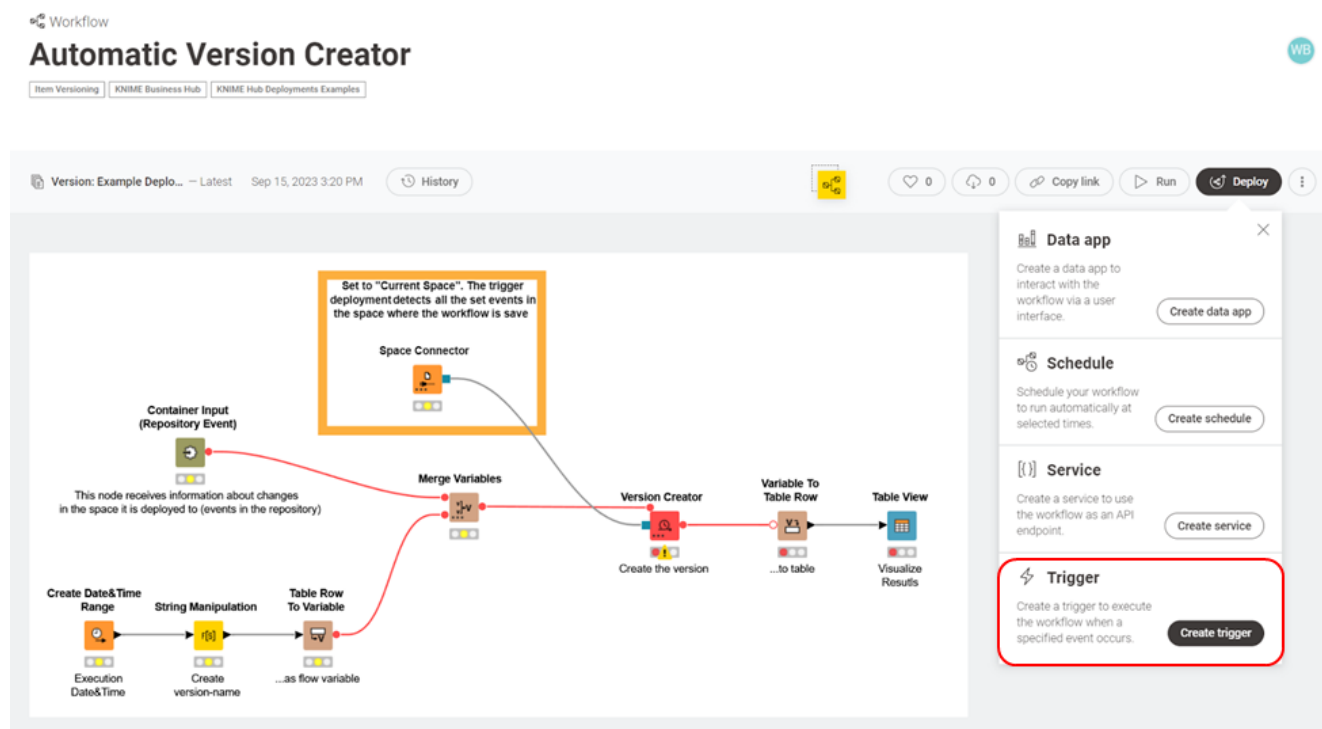 Workflow
Automatic Version Creator
WB
Item Versioning
KNIME Business Hub
KNIME Hub Deployments Examples
Version: Example Deplo... — Latest
Sep 15, 2023 3:20 PM
History
0
0
Copy link
Run
Deploy
Data app
Create a data app to
interact with the
workflow via a user
interface.
Create data app
Schedule
Schedule your workflow
to run automatically at
selected times.
Create schedule
Service
Create a service to use
the workflow as an API
endpoint.
Create service
Trigger
Create a trigger to execute
the workflow when a
specified event occurs.
Create trigger
Set to "Current Space". The trigger
deployment detects all the set events in
the space where the workflow is save
Space Connector
Container Input
(Repository Event)
This node receives information about changes
in the space it is deployed to (events in the repository)
Merge Variables
Version Creator
Create the version
Variable To
Table Row
...to table
Table View
Visualize
Resutls
Create Date&Time
Range
Execution
Date&Time
String Manipulation
r[s]
Create
version-name
Table Row
To Variable
...as flow variable